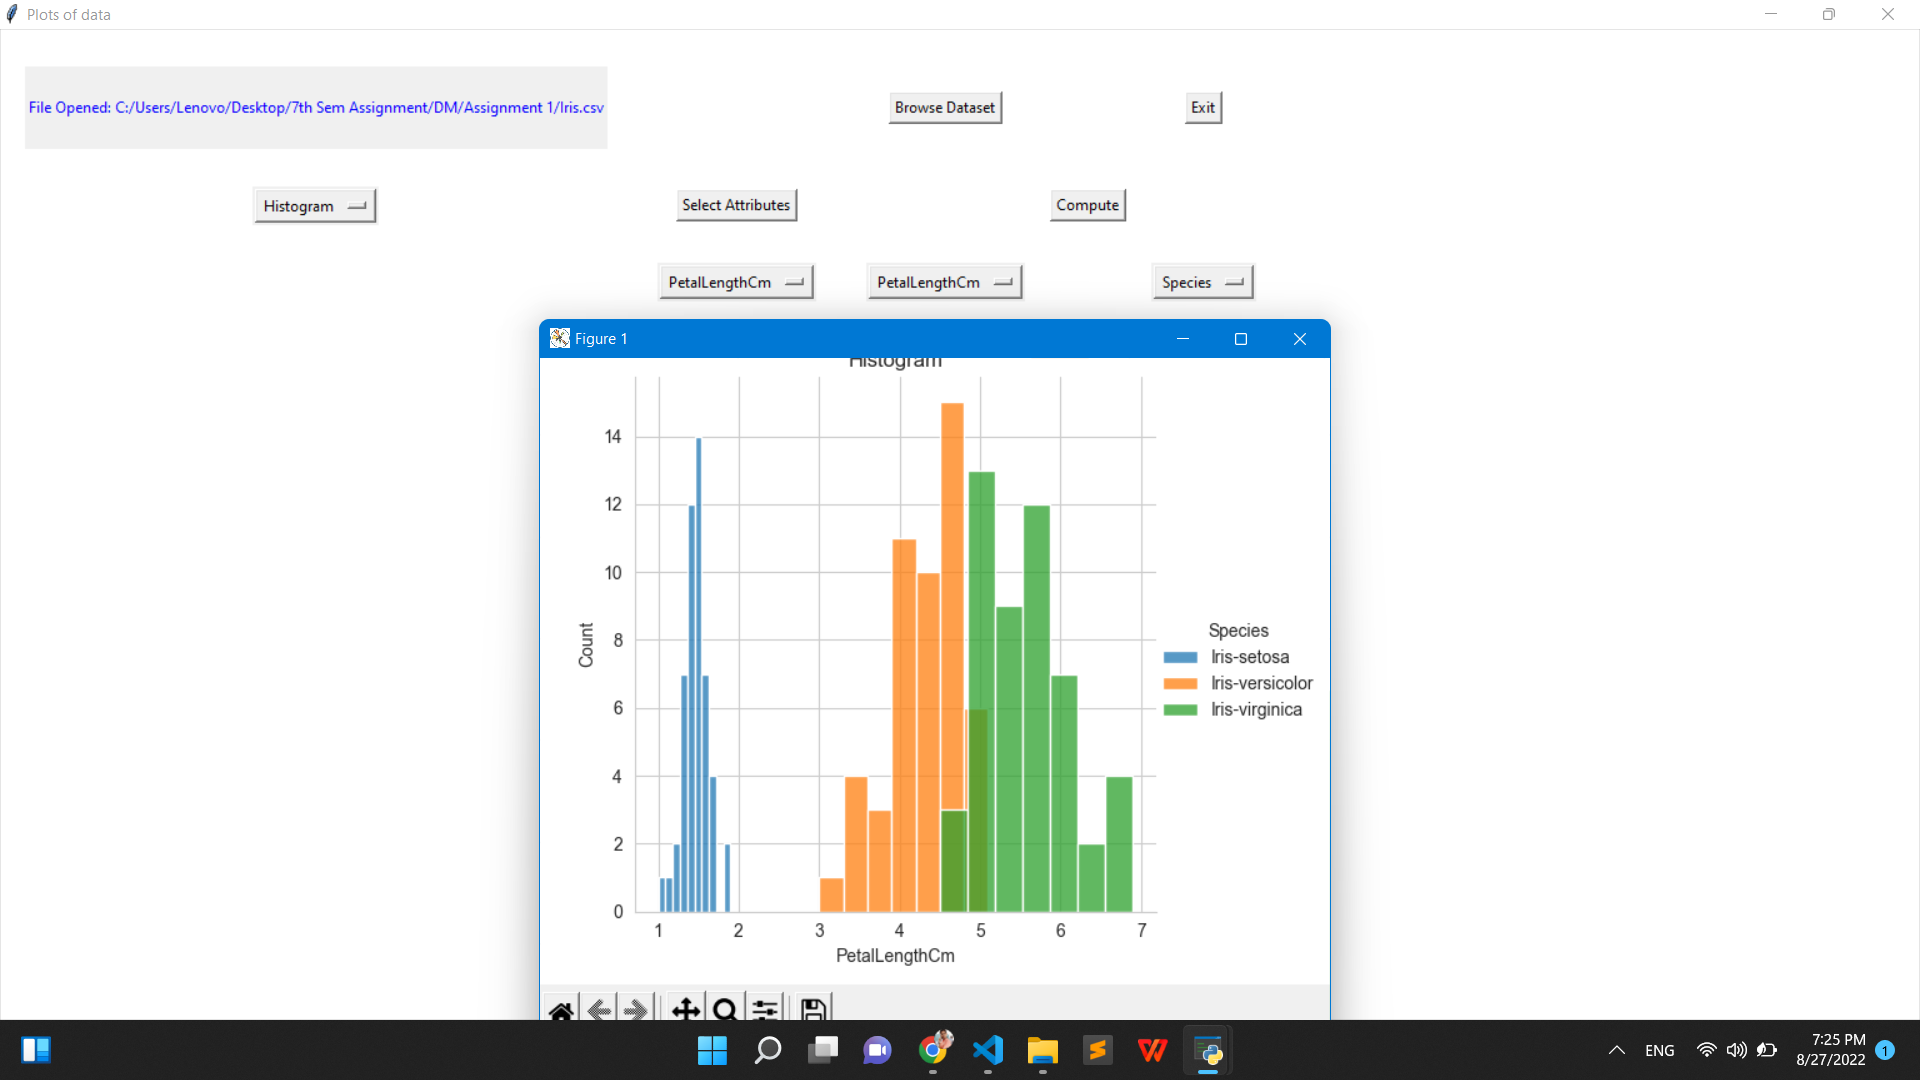 Plots of data
File Opened: C:/Users/Lenovo/Desktop/7th Sem Assignment/DM/Assignment 1/Iris.csv
Browse Dataset
Exit
Histogram
Select Attributes
Compute
PetalLengthCm
PetalLengthCm
Species
Figure 1
Histogram
14
12
10
8
6
4
2
0
Count
1 2 3 4 5 6 7
PetalLengthCm
Species
Iris-setosa
Iris-versicolor
Iris-virginica
ENG
7:25 PM
8/27/2022
1